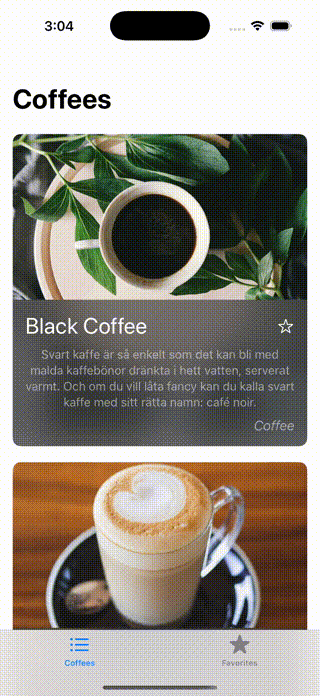 3:04
Coffees
Black Coffee
Svart kaffe är så enkelt som det kan bli med
malda kaffebönor dränkta i hett vatten, serverat
varmt. Och om du vill låta fancy kan du kalla svart
kaffe med sitt rätta namn: café noir.
Coffee
Coffees
Favorites